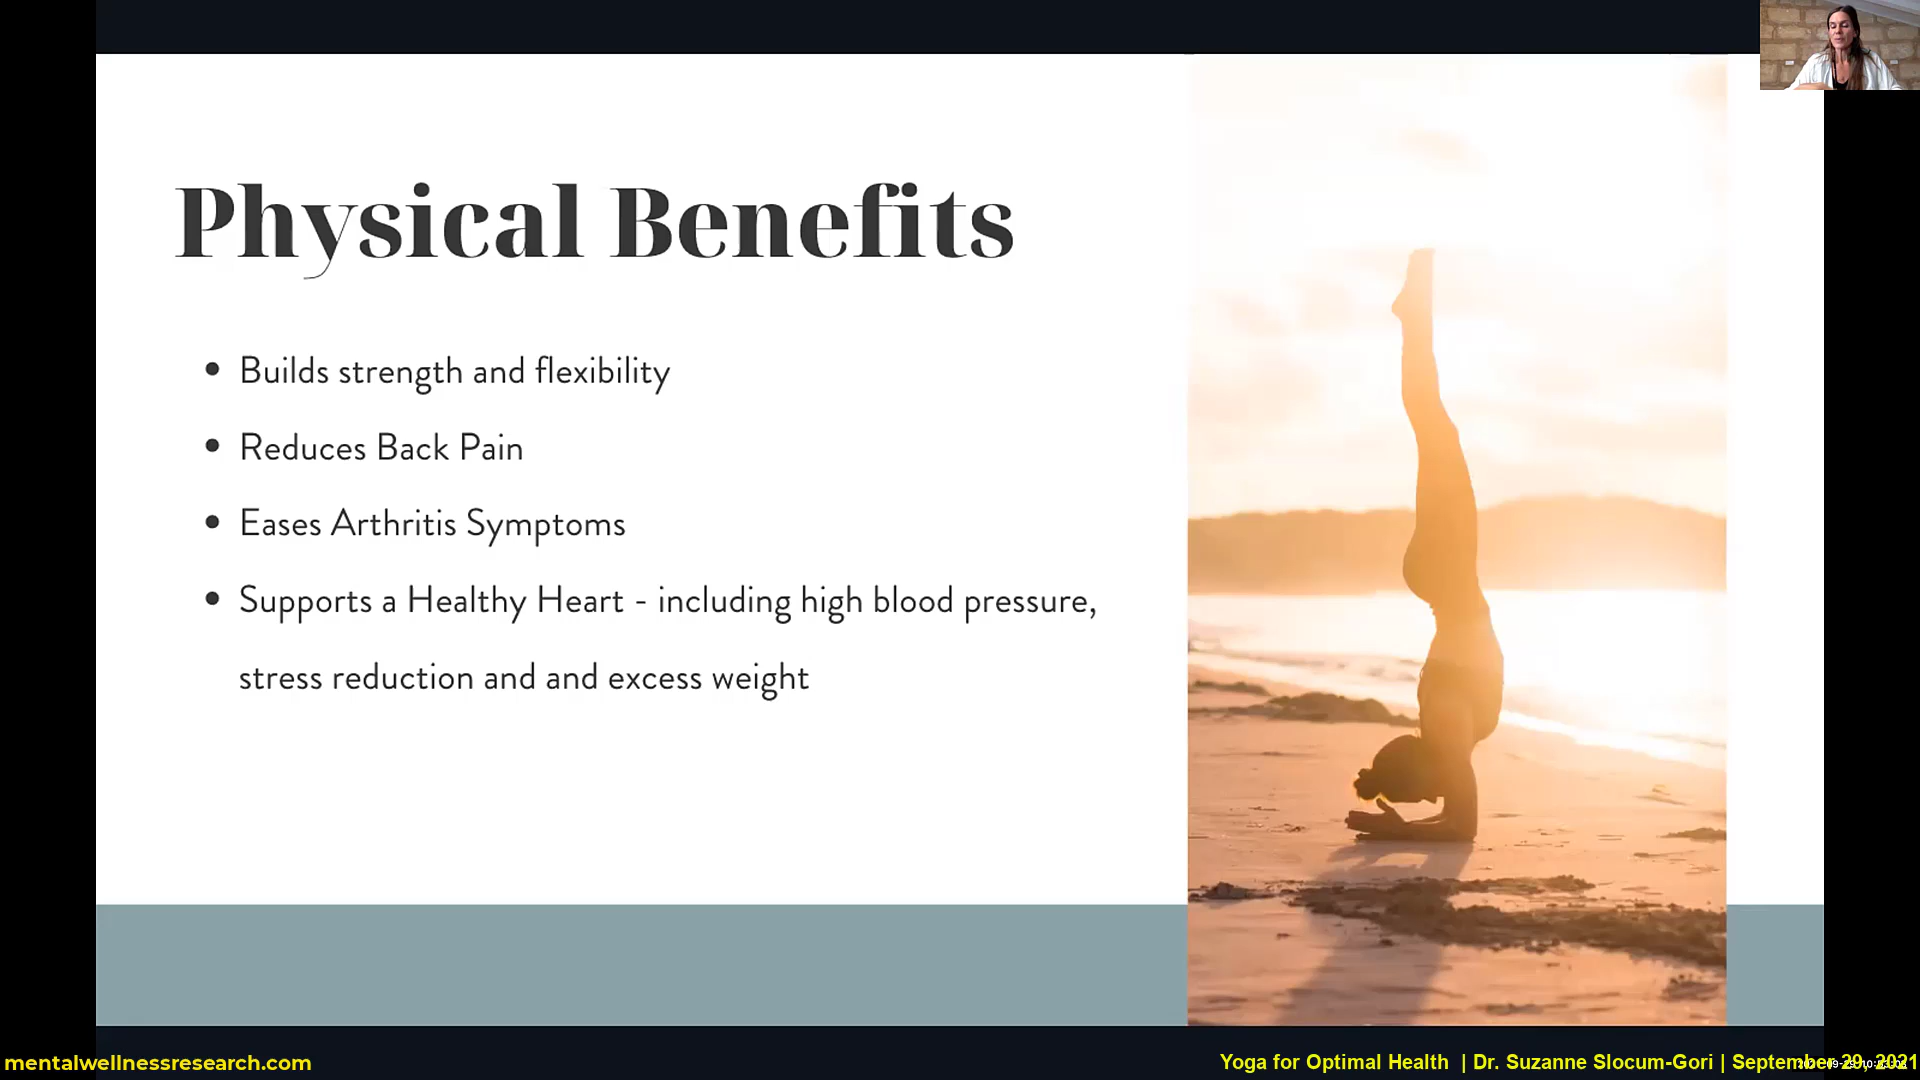 Physical Benefits
• Builds strength and flexibility
• Reduces Back Pain
• Eases Arthritis Symptoms
• Supports a Healthy Heart - including high blood pressure,
stress reduction and and excess weight
mentalwellnessresearch.com
Yoga for Optimal Health | Dr. Suzanne Slocum-Gori | September 29, 2021